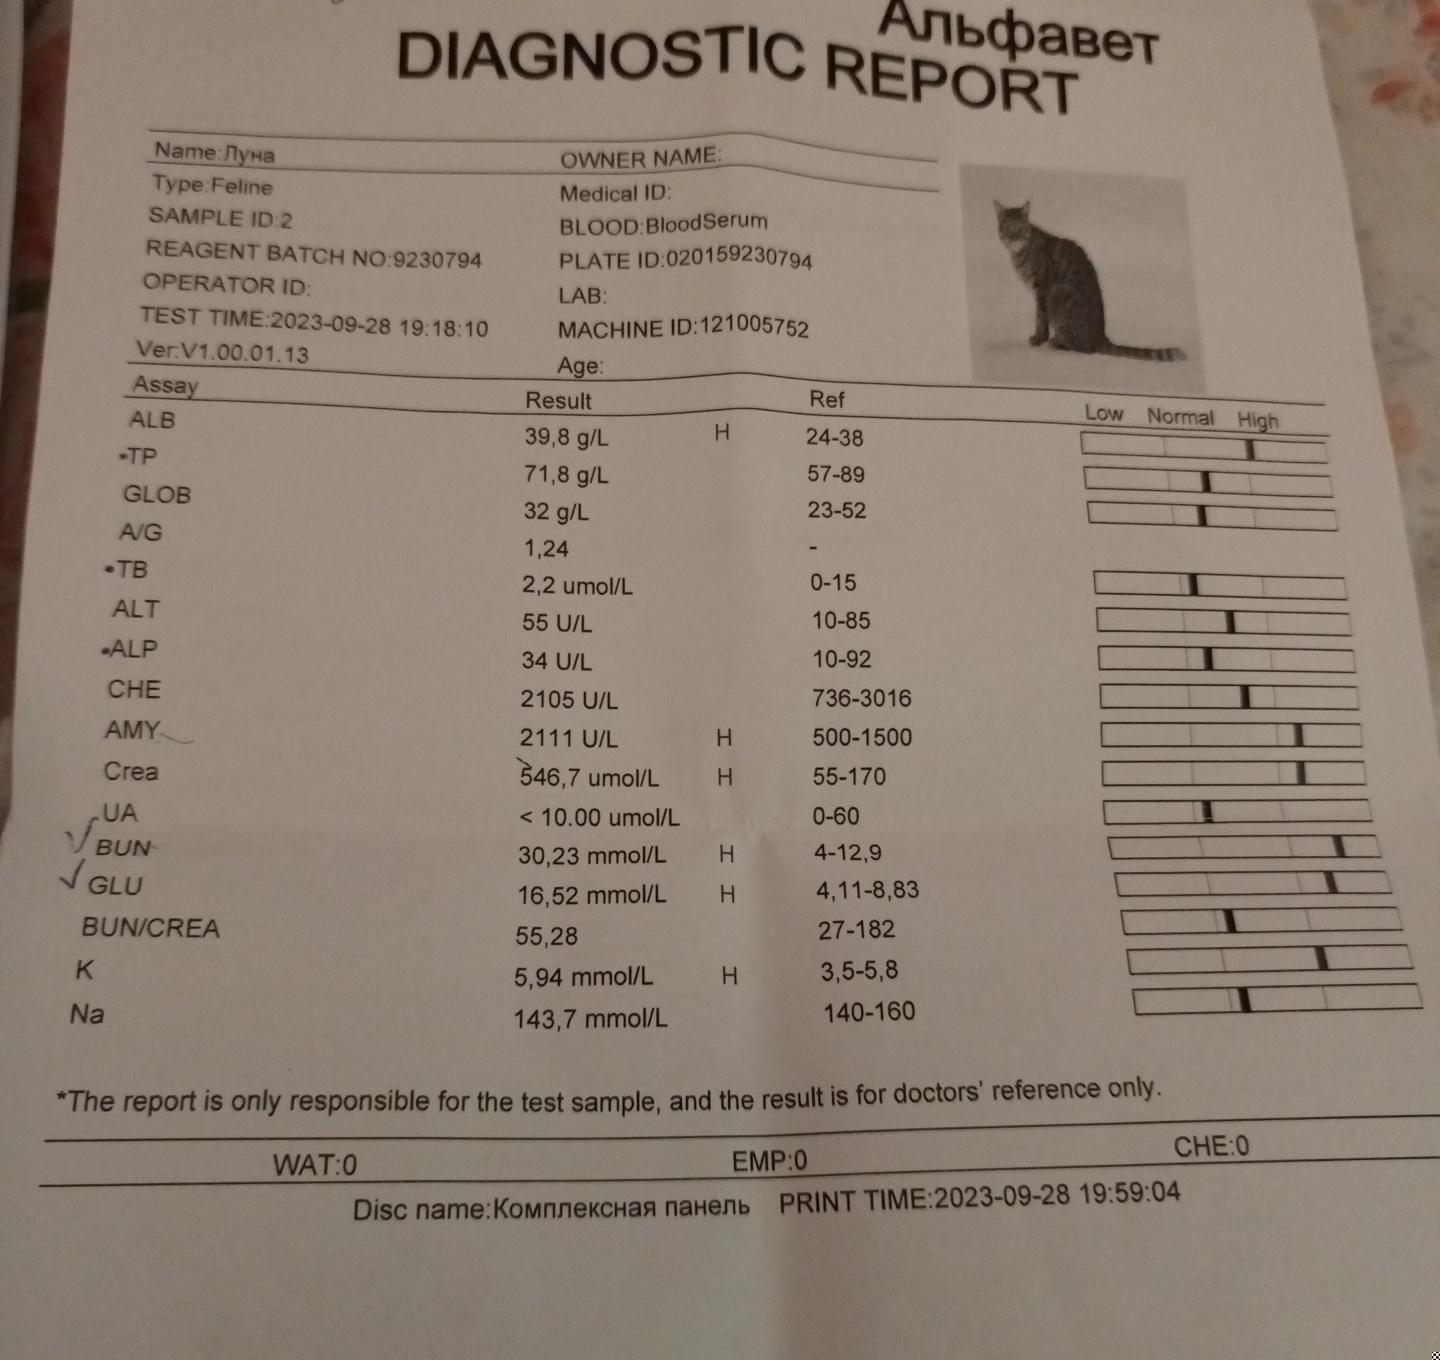 Альфавет
DIAGNOSTIC REPORT
Name:Луна OWNER NAME:
Type:Feline Medical ID:
SAMPLE ID:2 BLOOD:BloodSerum
REAGENT BATCH NO:9230794 PLATE ID:020159230794
OPERATOR ID: LAB:
TEST TIME:2023-09-28 19:18:10 MACHINE ID:121005752
Ver:V1.00.01.13 Age:
Assay Result Ref Low Normal High
ALB 39,8 g/L H 24-38
•TP 71,8 g/L 57-89
GLOB 32 g/L 23-52
A/G 1,24 -
•TB 2,2 umol/L 0-15
ALT 55 U/L 10-85
•ALP 34 U/L 10-92
CHE 2105 U/L 736-3016
AMY 2111 U/L H 500-1500
Crea 546,7 umol/L H 55-170
UA < 10.00 umol/L 0-60
BUN 30,23 mmol/L H 4-12,9
GLU 16,52 mmol/L H 4,11-8,83
BUN/CREA 55,28 27-182
K 5,94 mmol/L H 3,5-5,8
Na 143,7 mmol/L 140-160
*The report is only responsible for the test sample, and the result is for doctors' reference only.
WAT:0 EMP:0 CHE:0
Disc name:Комплексная панель PRINT TIME:2023-09-28 19:59:04